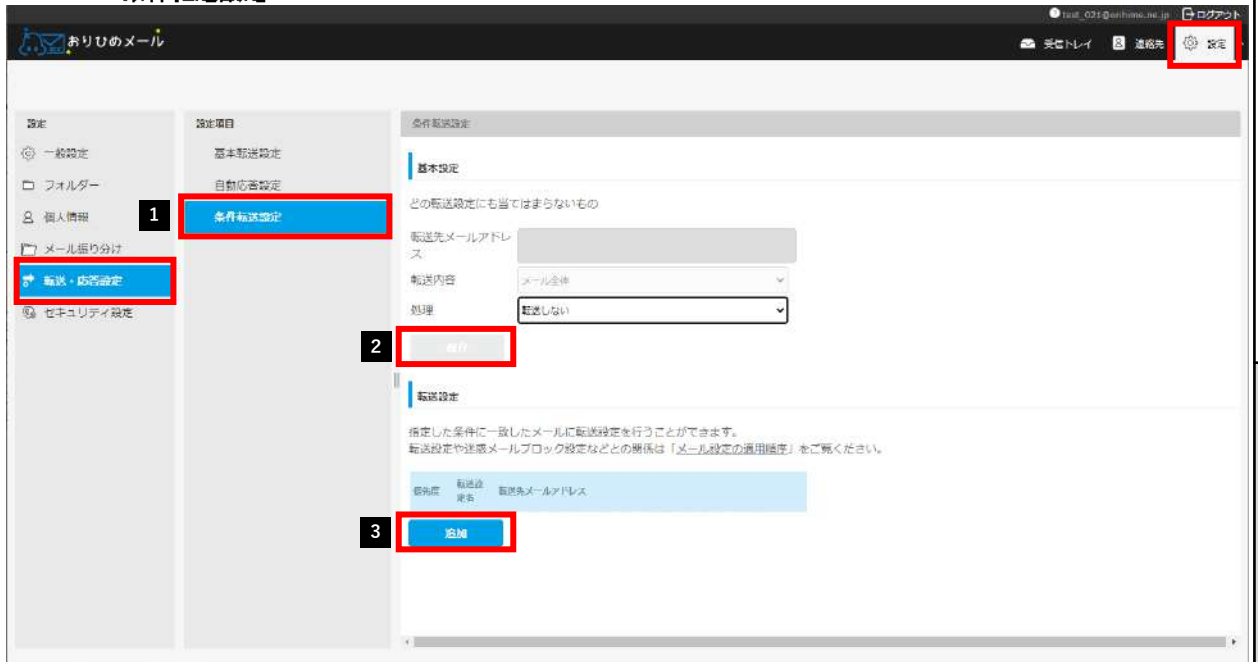 test_021@orihime.ne.jp ログアウト
おりひめメール
受信トレイ 連絡先 設定
設定
一般設定
フォルダー
個人情報
メール振り分け
転送・応答設定
セキュリティ設定
設定項目
基本転送設定
自動応答設定
1 条件転送設定
条件転送設定
基本設定
どの転送設定にも当てはまらないもの
転送先メールアドレ
ス
転送内容 メール全体
処理 転送しない
2
転送設定
指定した条件に一致したメールに転送設定を行うことができます。
転送設定や迷惑メールブロック設定などとの関係は「メール設定の適用順序」をご覧ください。
優先度 転送設
定名 転送先メールアドレス
3 追加